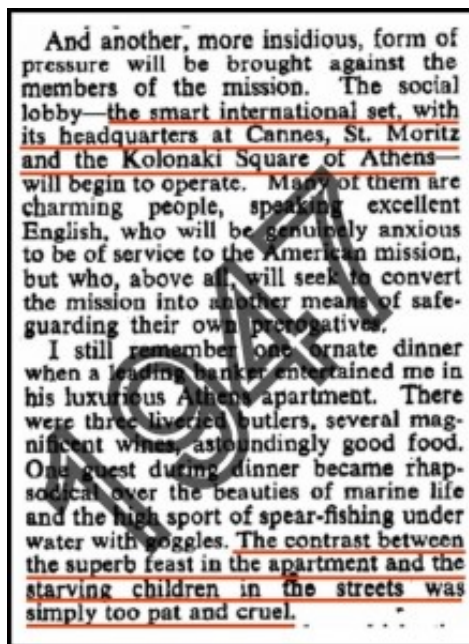 And another, more insidious, form of
pressure will be brought against the
members of the mission. The social
lobby—the smart international set, with
its headquarters at Cannes, St. Moritz
and the Kolonaki Square of Athens—
will begin to operate. Many of them are
charming people, speaking excellent
English, who will be genuinely anxious
to be of service to the American mission,
but who, above all, will seek to convert
the mission into another means of safe-
guarding their own prerogatives.
I still remember one ornate dinner
when a leading banker entertained me in
his luxurious Athens apartment. There
were three liveried butlers, several mag-
nificent wines, astoundingly good food.
One guest during dinner became rhap-
sodical over the beauties of marine life
and the high sport of spear-fishing under
water with goggles. The contrast between
the superb feast in the apartment and the
starving children in the streets was
simply too pat and cruel.
1947